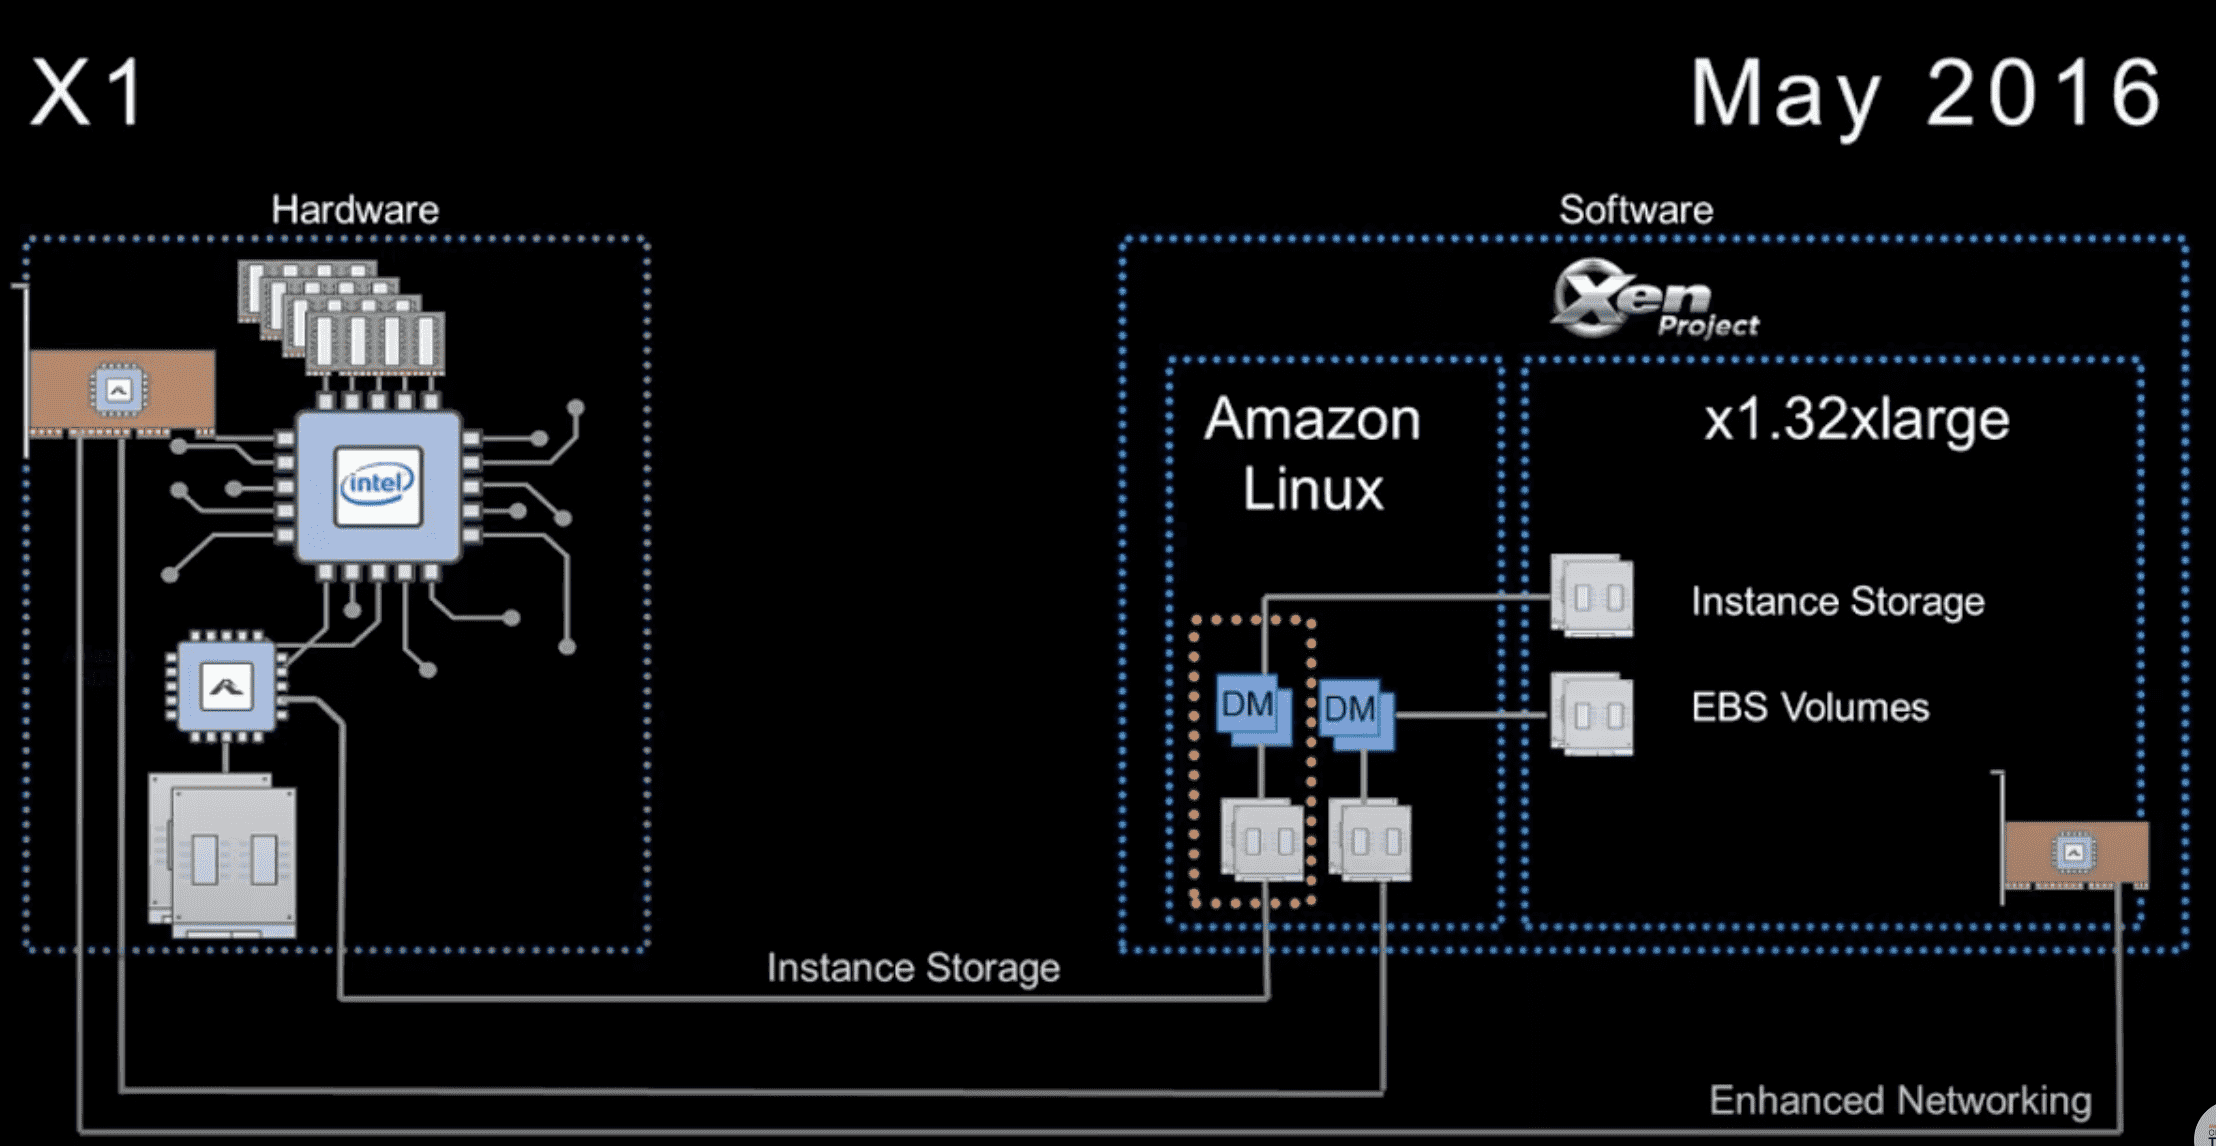 X1
May 2016
Hardware
Software
Xen
Project
Amazon
Linux
x1.32xlarge
intel
Instance Storage
DM
DM
EBS Volumes
Instance Storage
Enhanced Networking